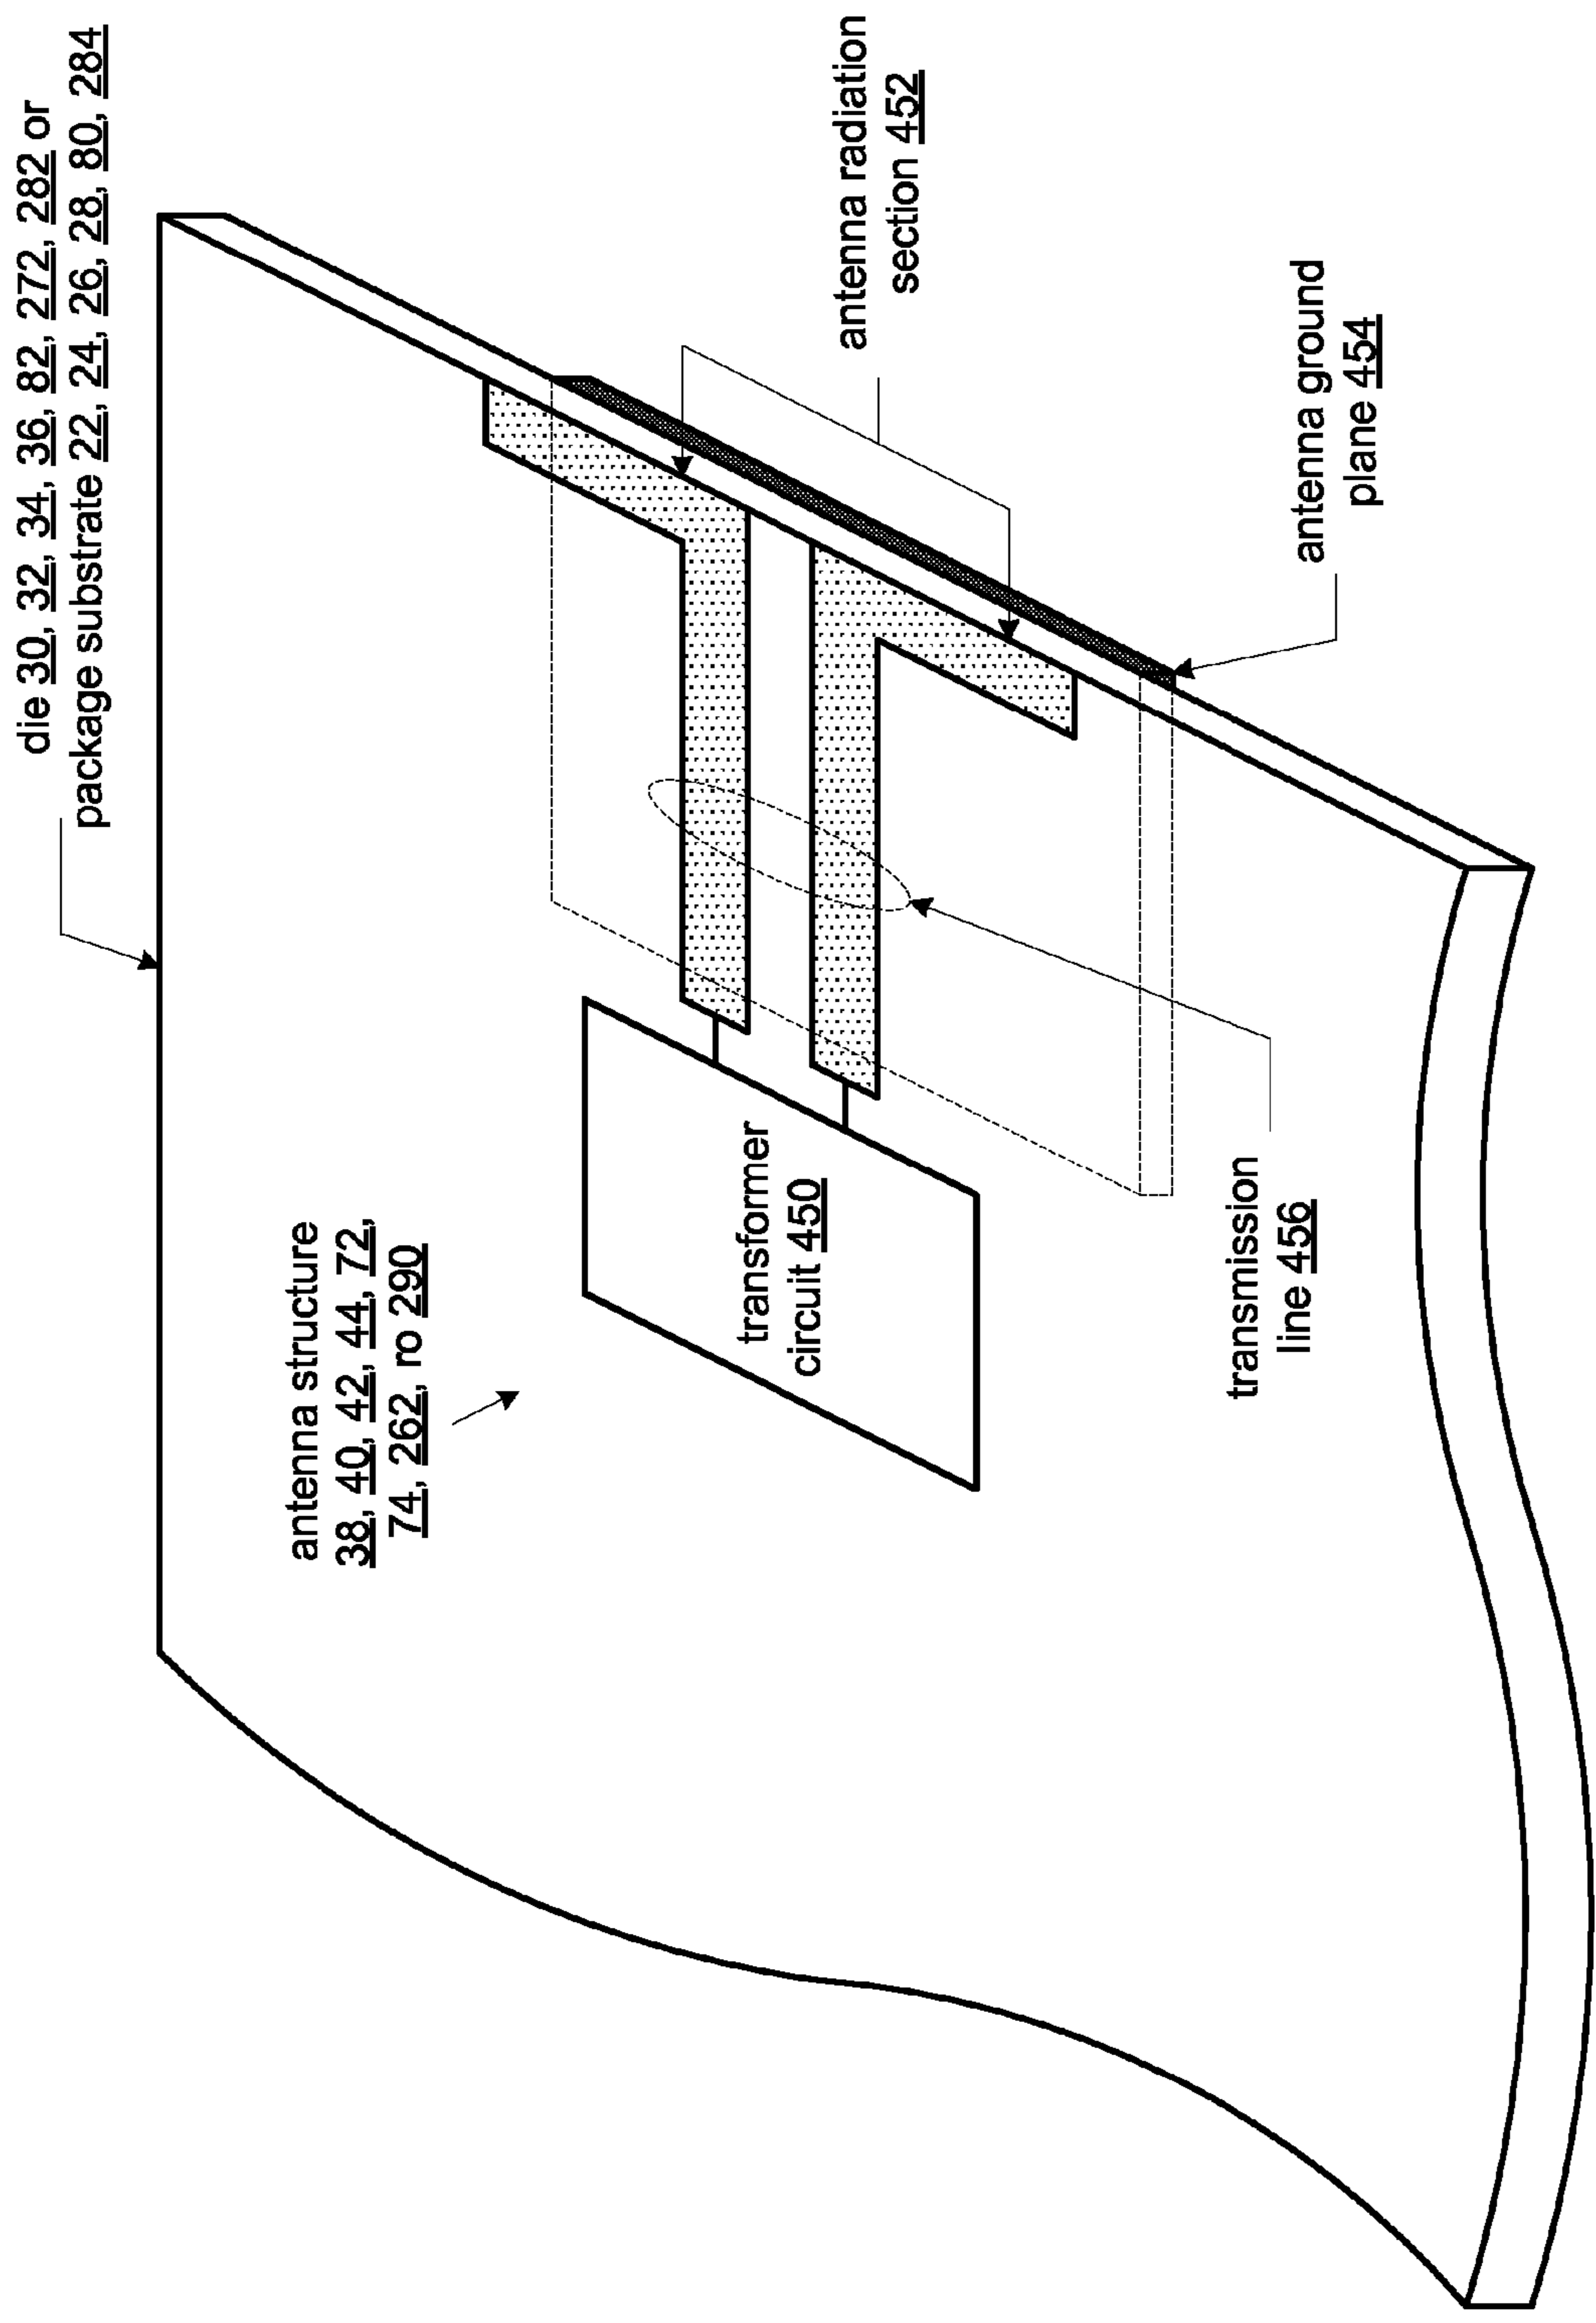 die 30, 32, 34, 36, 82, 272, 282 or
package substrate 22, 24, 26, 28, 80, 284
antenna structure
38, 40, 42, 44, 72,
74, 262, ro 290
transformer
circuit 450
antenna radiation
section 452
transmission
line 456
antenna ground
plane 454